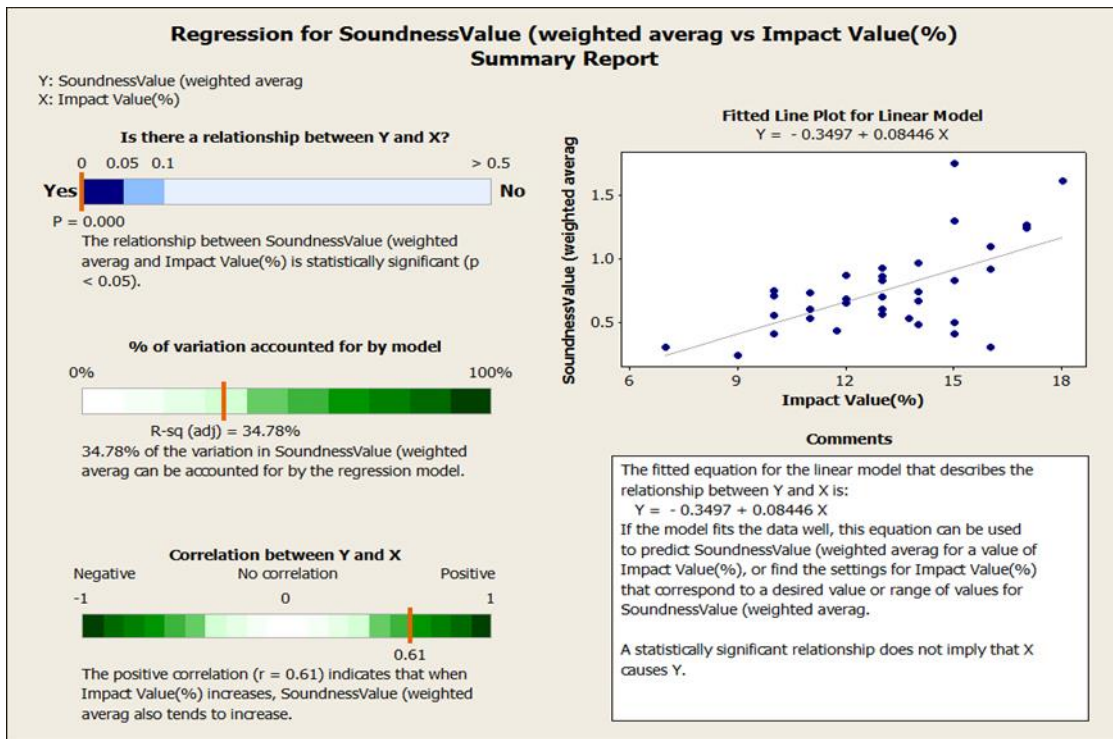 Regression for SoundnessValue (weighted averag vs Impact Value(%)
Summary Report
Y: SoundnessValue (weighted averag
X: Impact Value(%)
Is there a relationship between Y and X?
0 0.05 0.1 > 0.5
Yes No
P = 0.000
The relationship between SoundnessValue (weighted
averag and Impact Value(%) is statistically significant (p
< 0.05).
% of variation accounted for by model
0% 100%
R-sq (adj) = 34.78%
34.78% of the variation in SoundnessValue (weighted
averag can be accounted for by the regression model.
Correlation between Y and X
Negative No correlation Positive
-1 0 1
0.61
The positive correlation (r = 0.61) indicates that when
Impact Value(%) increases, SoundnessValue (weighted
averag also tends to increase.
Fitted Line Plot for Linear Model
Y = - 0.3497 + 0.08446 X
SoundnessValue (weighted averag
1.5
1.0
0.5
6 9 12 15 18
Impact Value(%)
Comments
The fitted equation for the linear model that describes the
relationship between Y and X is:
Y = - 0.3497 + 0.08446 X
If the model fits the data well, this equation can be used
to predict SoundnessValue (weighted averag for a value of
Impact Value(%), or find the settings for Impact Value(%)
that correspond to a desired value or range of values for
SoundnessValue (weighted averag.
A statistically significant relationship does not imply that X
causes Y.